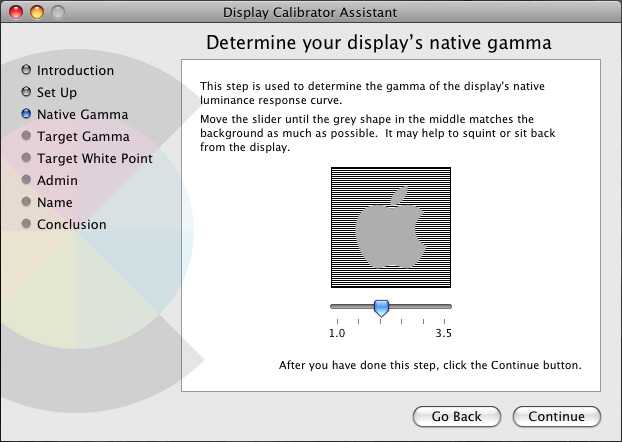 Display Calibrator Assistant
Determine your display’s native gamma
Introduction
Set Up
Native Gamma
Target Gamma
Target White Point
Admin
Name
Conclusion
This step is used to determine the gamma of the display's native
luminance response curve.
Move the slider until the grey shape in the middle matches the
background as much as possible.  It may help to squint or sit back
from the display.
1.0
3.5
After you have done this step, click the Continue button.
Go Back
Continue